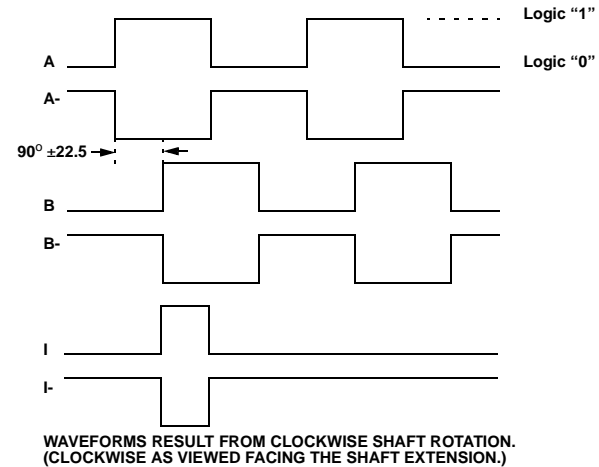 Logic “1”
A
Logic “0”
A-
90° ±22.5
B
B-
I
I-
WAVEFORMS RESULT FROM CLOCKWISE SHAFT ROTATION.
(CLOCKWISE AS VIEWED FACING THE SHAFT EXTENSION.)